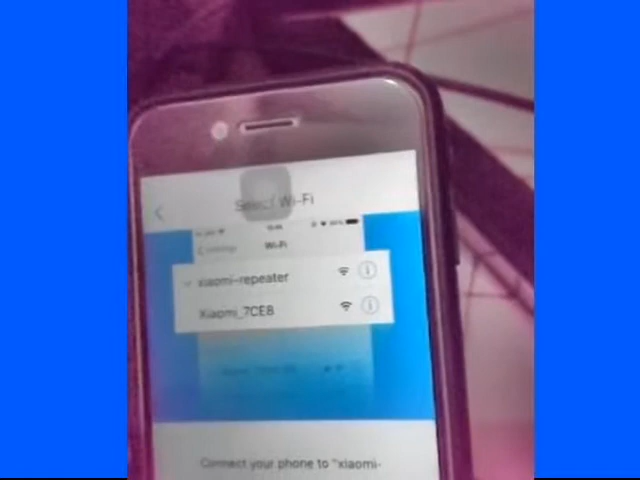 Select Wi-Fi
Wi-Fi
xiaomi-repeater
Xiaomi_7CE8
Connect your phone to "xiaomi-